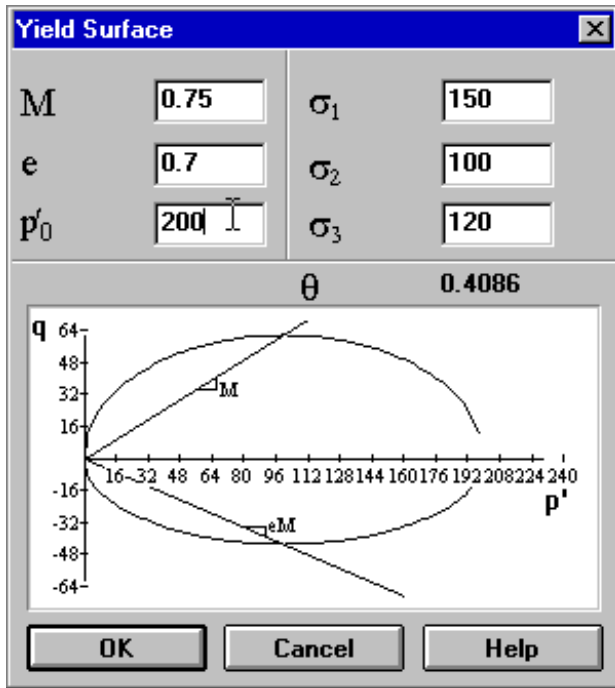 Yield Surface
M 0.75
e 0.7
p'0 200
σ1 150
σ2 100
σ3 120
θ 0.4086
q
64
48
32
16
M
16 32 48 64 80 96 112 128 144 160 176 192 208 224 240
p'
-16
-32
-48
-64
eM
OK Cancel Help